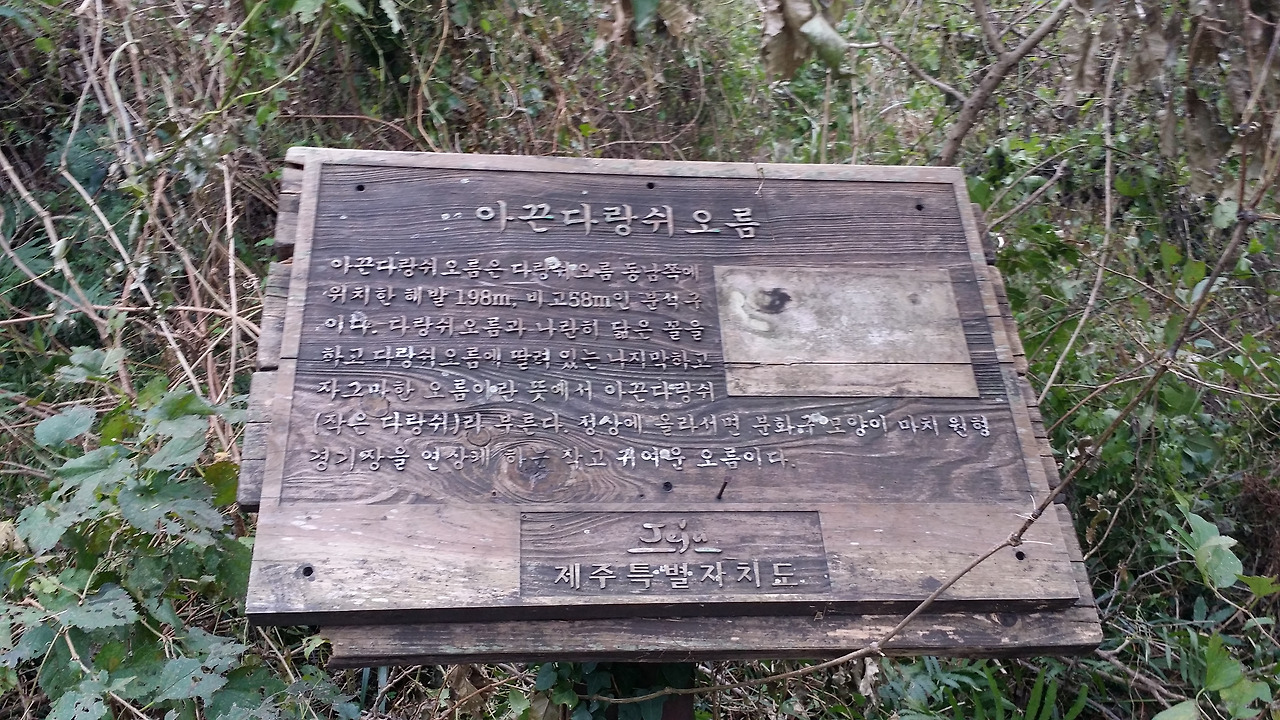 아끈다랑쉬오름
아끈다랑쉬오름은 다랑쉬오름 동남쪽에
위치한 해발 198m, 비고58m인 분석구
이다. 다랑쉬오름과 나란히 닮은 꼴을
하고 다랑쉬오름에 딸려 있는 나지막하고
자그마한 오름이란 뜻에서 아끈다랑쉬
(작은 다랑쉬)라 부른다. 정상에 올라서면 분화구 모양이 마치 원형
경기장을 연상케 하는 작고 귀여운 오름이다.
Jeju
제주특별자치도